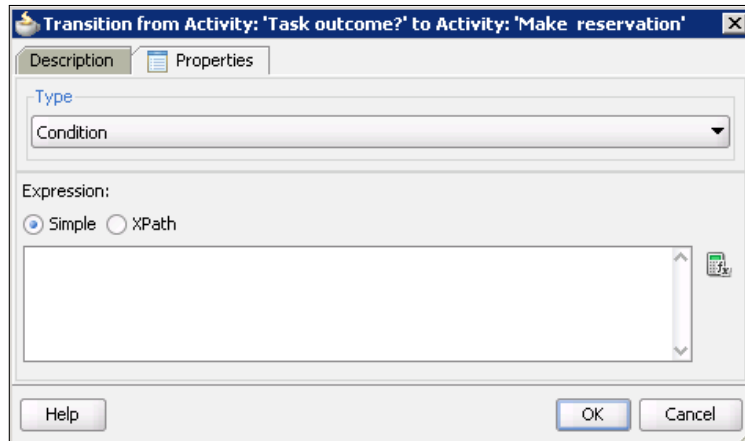 Transition from Activity: 'Task outcome?' to Activity: 'Make reservation'
Description Properties
Type
Condition
Expression:
Simple XPath
Help OK Cancel